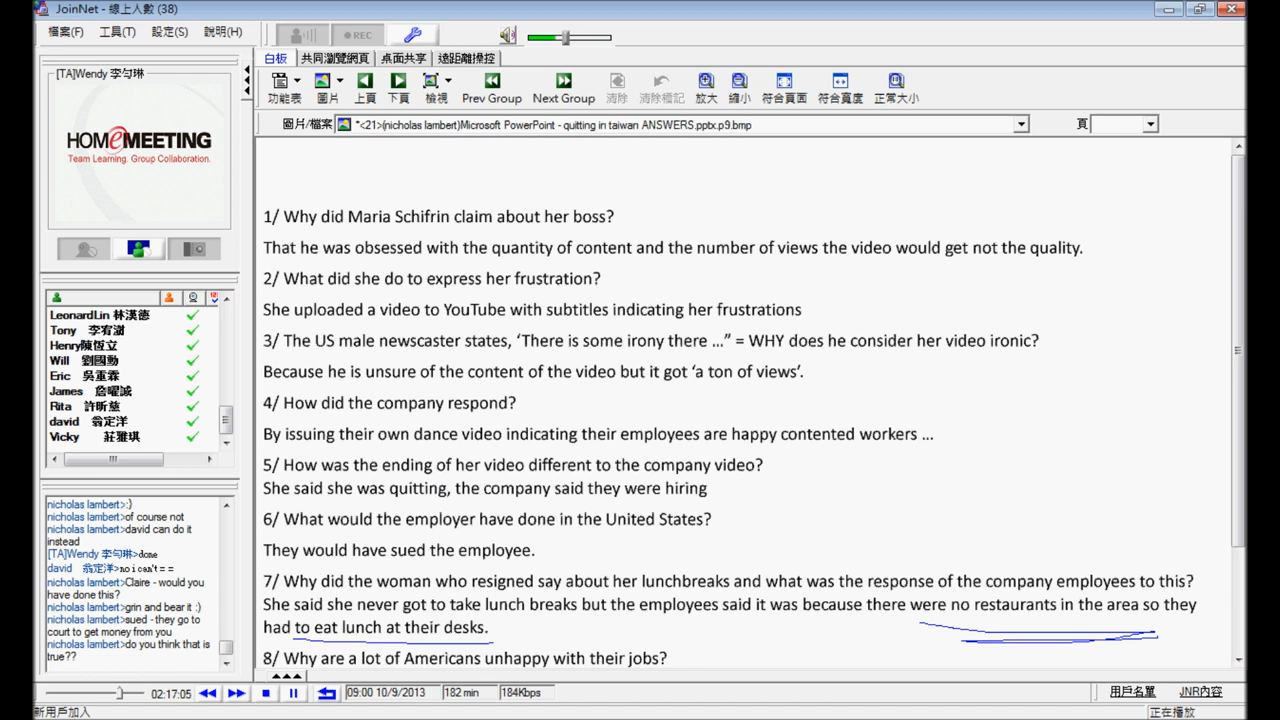 JoinNet - 線上人數 (38)
檔案(F) 工具(T) 設定(S) 說明(H)
REC
[TA]Wendy 李勻琳
HOMEMEETING
Team Learning. Group Collaboration.
白板 共同瀏覽網頁 桌面共享 遠距離操控
功能表 圖片 上頁 下頁 檢視 Prev Group Next Group 清除 清除標記 放大 縮小 符合頁面 符合寬度 正常大小
圖片/檔案 *<21>(nicholas lambert)Microsoft PowerPoint - quitting in taiwan ANSWERS.pptx.p9.bmp 頁
LeonardLin 林漢德
Tony 李宥澍
Henry陳恆立
Will 劉國勳
Eric 吳重霖
James 詹曜誠
Rita 許昕慈
david 翁定洋
Vicky 莊雅琪
nicholas lambert>:}
nicholas lambert>of course not
nicholas lambert>david can do it
instead
[TA]Wendy 李勻琳>done
david 翁定洋>no i can't = =
nicholas lambert>Claire - would you
have done this?
nicholas lambert>grin and bear it :)
nicholas lambert>sued - they go to
court to get money from you
nicholas lambert>do you think that is
true??
1/ Why did Maria Schifrin claim about her boss?
That he was obsessed with the quantity of content and the number of views the video would get not the quality.
2/ What did she do to express her frustration?
She uploaded a video to YouTube with subtitles indicating her frustrations
3/ The US male newscaster states, ‘There is some irony there …” = WHY does he consider her video ironic?
Because he is unsure of the content of the video but it got ‘a ton of views’.
4/ How did the company respond?
By issuing their own dance video indicating their employees are happy contented workers …
5/ How was the ending of her video different to the company video?
She said she was quitting, the company said they were hiring
6/ What would the employer have done in the United States?
They would have sued the employee.
7/ Why did the woman who resigned say about her lunchbreaks and what was the response of the company employees to this?
She said she never got to take lunch breaks but the employees said it was because there were no restaurants in the area so they
had to eat lunch at their desks.
8/ Why are a lot of Americans unhappy with their jobs?
02:17:05 09:00 10/9/2013 182 min 184Kbps 用戶名單 JNR內容
新用戶加入 正在播放